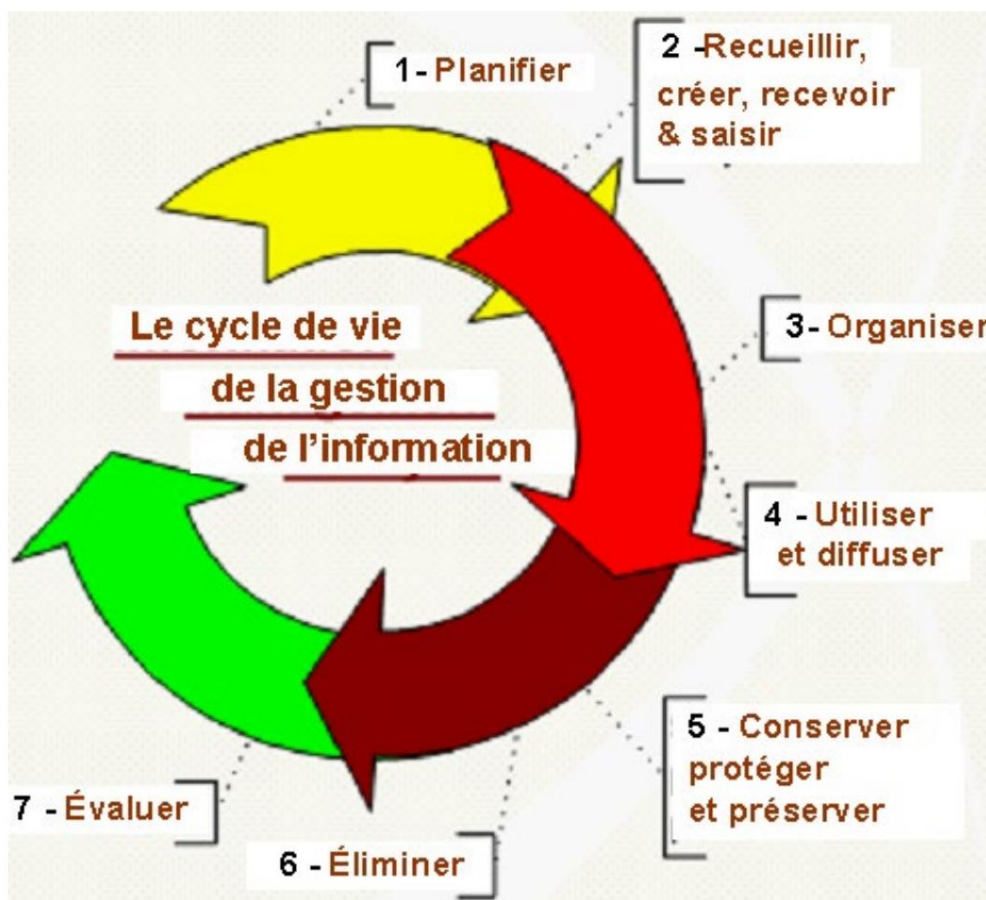 1- Planifier
2 -Recueillir,
créer, recevoir
& saisir
Le cycle de vie
de la gestion
de l’information
3- Organiser
4 - Utiliser
et diffuser
5 - Conserver
protéger
et préserver
6 - Éliminer
7 - Évaluer